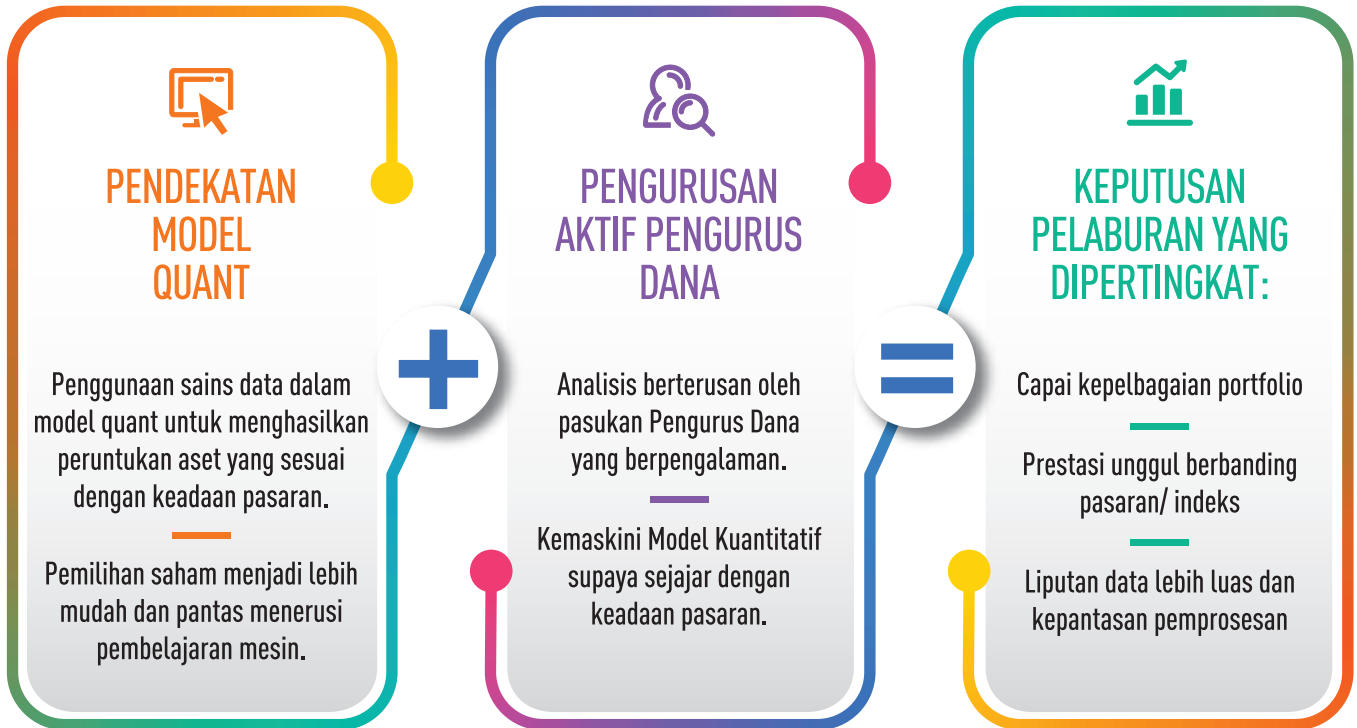 PENDEKATAN
MODEL
QUANT
Penggunaan sains data dalam
model quant untuk menghasilkan
peruntukan aset yang sesuai
dengan keadaan pasaran.
Pemilihan saham menjadi lebih
mudah dan pantas menerusi
pembelajaran mesin.
+
PENGURUSAN
AKTIF PENGURUS
DANA
Analisis berterusan oleh
pasukan Pengurus Dana
yang berpengalaman.
Kemaskini Model Kuantitatif
supaya sejajar dengan
keadaan pasaran.
=
KEPUTUSAN
PELABURAN YANG
DIPERTINGKAT:
Capai kepelbagaian portfolio
Prestasi unggul berbanding
pasaran/ indeks
Liputan data lebih luas dan
kepantasan pemprosesan